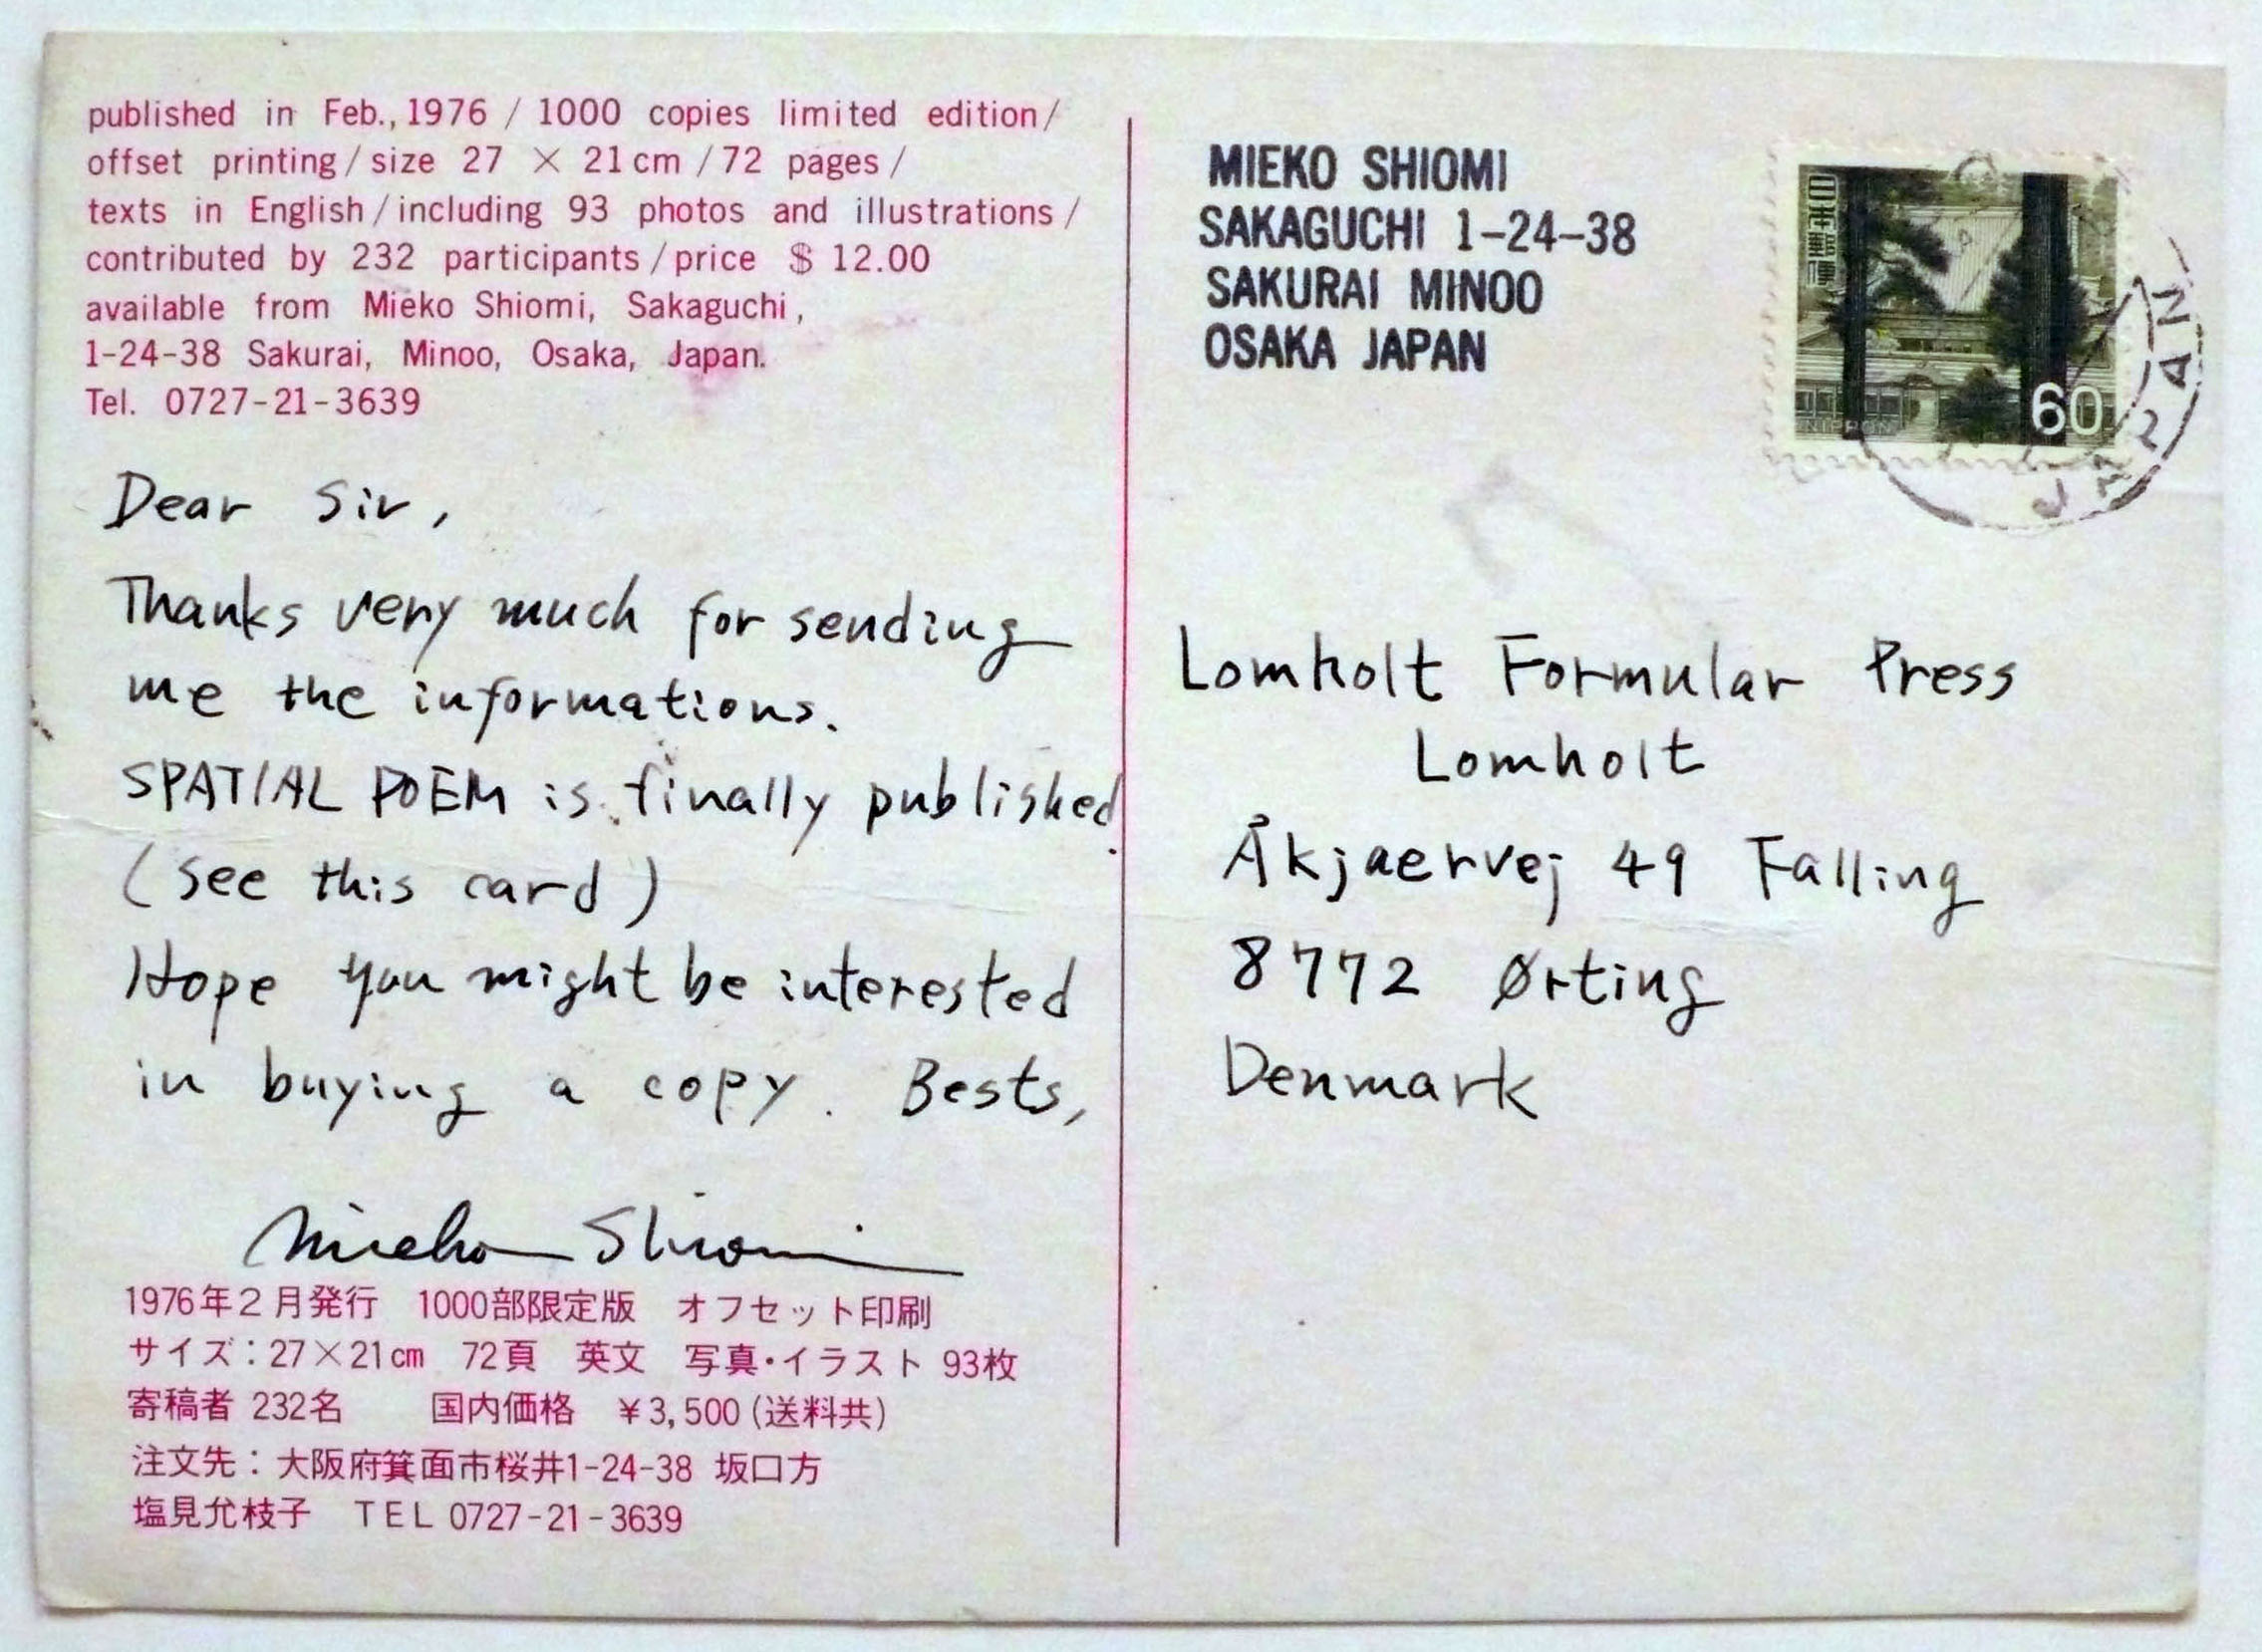 published in Feb., 1976 / 1000 copies limited edition/
offset printing / size 27 × 21 cm / 72 pages /
texts in English / including 93 photos and illustrations /
contributed by 232 participants / price $ 12.00
available from Mieko Shiomi, Sakaguchi,
1-24-38 Sakurai, Minoo, Osaka, Japan.
Tel. 0727-21-3639
Dear Sir,
Thanks very much for sending
me the informations.
SPATIAL POEM is finally published.
(see this card)
Hope you might be interested
in buying a copy. Bests,
Mieko Shiomi
1976年2月発行 1000部限定版 オフセット印刷
サイズ：27×21cm 72頁 英文 写真・イラスト 93枚
寄稿者 232名 国内価格 ￥3,500 (送料共)
注文先：大阪府箕面市桜井1-24-38 坂口方
塩見允枝子 TEL 0727-21-3639
MIEKO SHIOMI
SAKAGUCHI 1-24-38
SAKURAI MINOO
OSAKA JAPAN
日本郵便
60
NIPPON
Lomholt Formular Press
Lomholt
Åkjaervej 49 Falling
8772 Ørting
Denmark